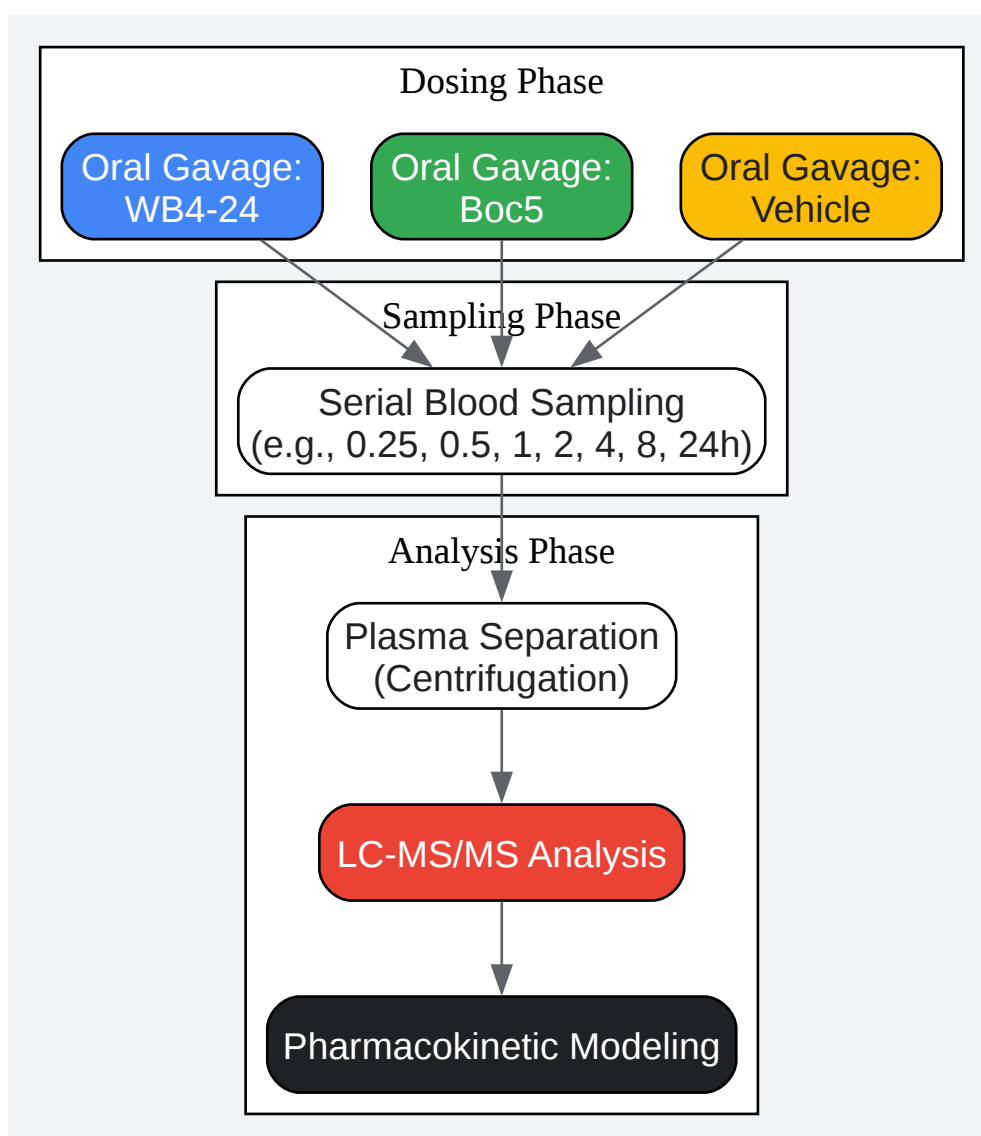 Dosing Phase
Oral Gavage:
WB4-24
Oral Gavage:
Boc5
Oral Gavage:
Vehicle
Sampling Phase
Serial Blood Sampling
(e.g., 0.25, 0.5, 1, 2, 4, 8, 24h)
Analysis Phase
Plasma Separation
(Centrifugation)
LC-MS/MS Analysis
Pharmacokinetic Modeling